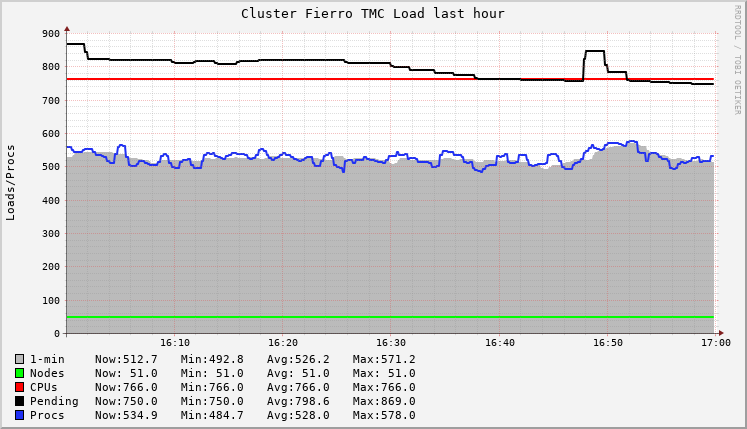 Cluster Fierro TMC Load last hour
RRDTOOL / TOBI OETIKER
Loads/Procs
900
800
700
600
500
400
300
200
100
0
16:10 16:20 16:30 16:40 16:50 17:00
1-min Now:512.7 Min:492.8 Avg:526.2 Max:571.2
Nodes Now: 51.0 Min: 51.0 Avg: 51.0 Max: 51.0
CPUs Now:766.0 Min:766.0 Avg:766.0 Max:766.0
Pending Now:750.0 Min:750.0 Avg:798.6 Max:869.0
Procs Now:534.9 Min:484.7 Avg:528.0 Max:578.0